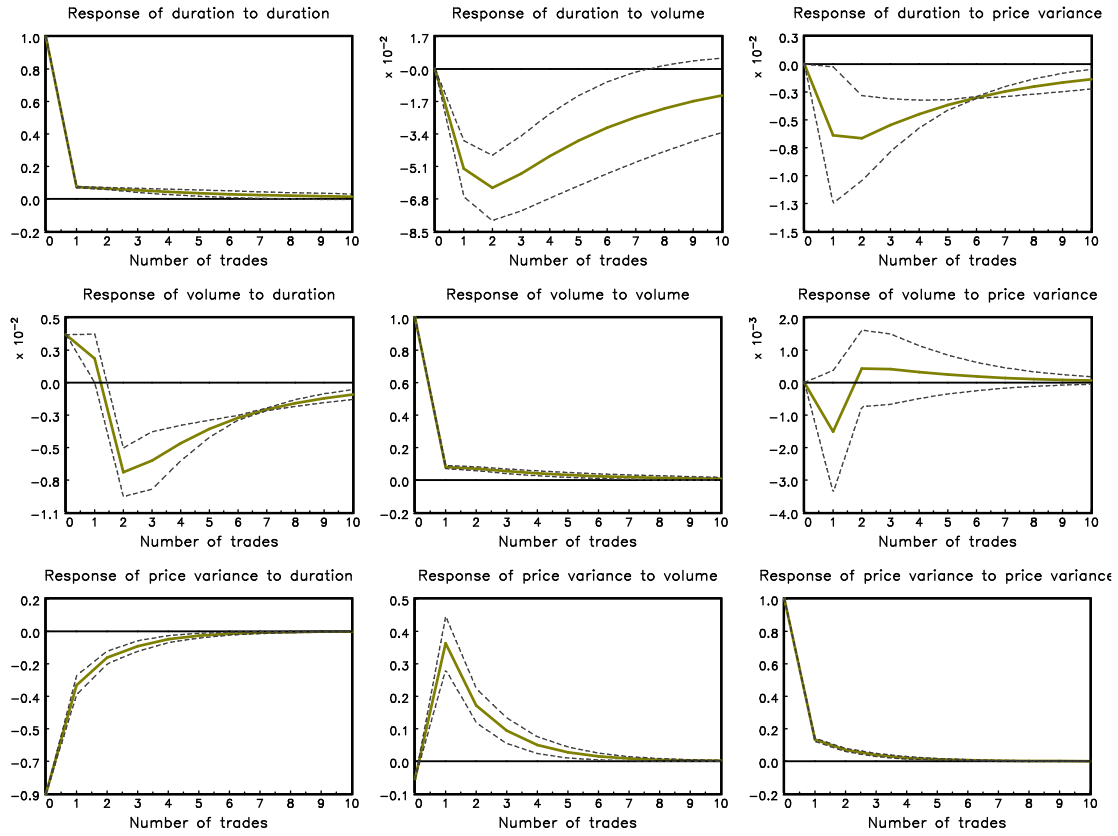 Response of duration to duration
1.0
0.8
0.6
0.4
0.2
0.0
−0.2
0 1 2 3 4 5 6 7 8 9 10
Number of trades
Response of duration to volume
x 10⁻²
1.7
−0.0
−1.7
−3.4
−5.1
−6.8
−8.5
0 1 2 3 4 5 6 7 8 9 10
Number of trades
Response of duration to price variance
x 10⁻²
0.3
0.0
−0.3
−0.5
−0.8
−1.0
−1.3
−1.5
0 1 2 3 4 5 6 7 8 9 10
Number of trades
Response of volume to duration
x 10⁻²
0.5
0.3
0.0
−0.3
−0.5
−0.8
−1.1
0 1 2 3 4 5 6 7 8 9 10
Number of trades
Response of volume to volume
1.0
0.8
0.6
0.4
0.2
0.0
−0.2
0 1 2 3 4 5 6 7 8 9 10
Number of trades
Response of volume to price variance
x 10⁻³
2.0
1.0
0.0
−1.0
−2.0
−3.0
−4.0
0 1 2 3 4 5 6 7 8 9 10
Number of trades
Response of price variance to duration
0.2
0.0
−0.2
−0.4
−0.5
−0.7
−0.9
0 1 2 3 4 5 6 7 8 9 10
Number of trades
Response of price variance to volume
0.5
0.4
0.3
0.2
0.1
0.0
−0.1
0 1 2 3 4 5 6 7 8 9 10
Number of trades
Response of price variance to price variance
1.0
0.8
0.6
0.4
0.2
0.0
−0.2
0 1 2 3 4 5 6 7 8 9 10
Number of trades